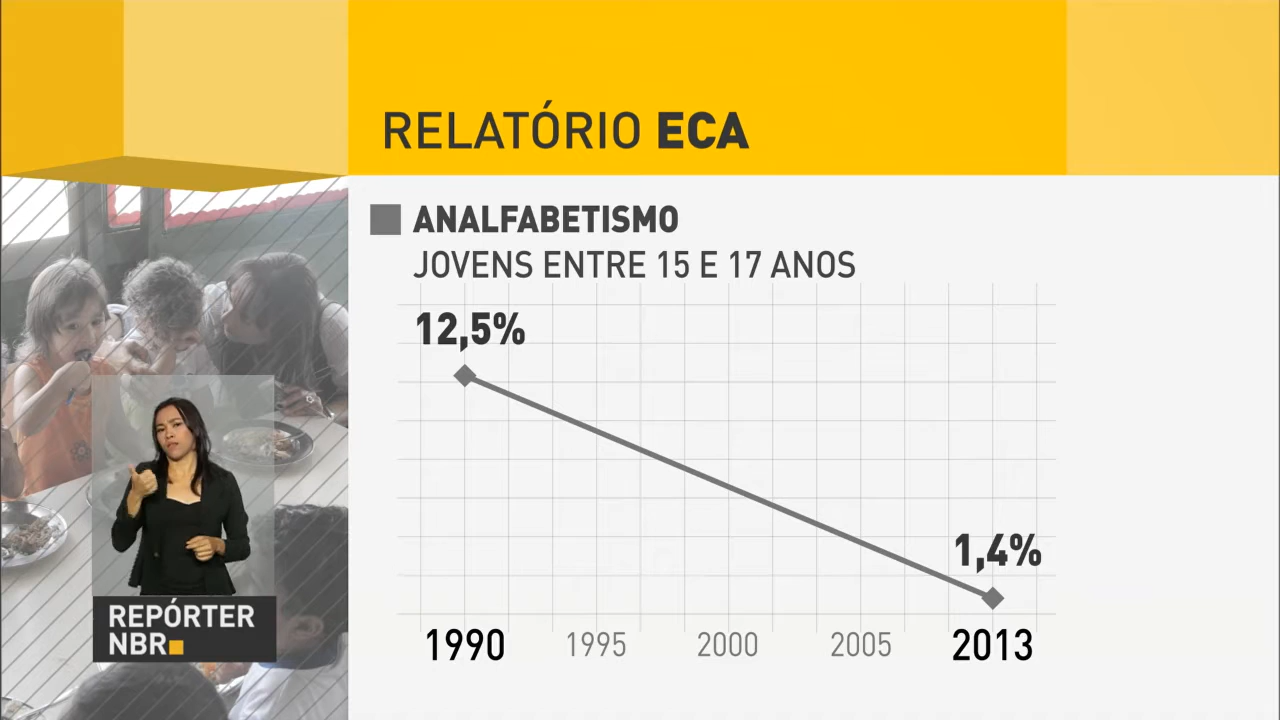 RELATÓRIO ECA
ANALFABETISMO
JOVENS ENTRE 15 E 17 ANOS
12,5%
1,4%
1990 1995 2000 2005 2013
REPÓRTER
NBR